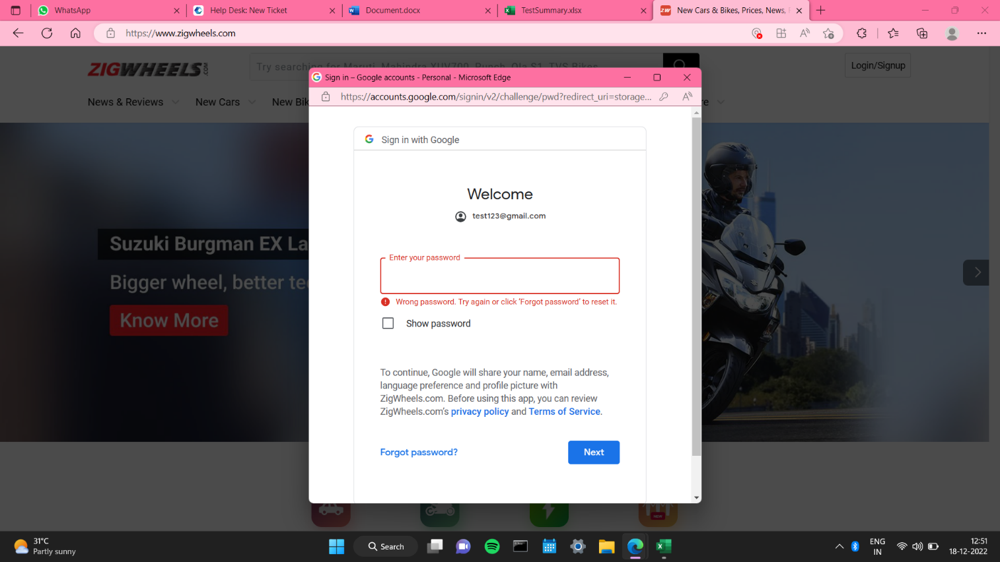 WhatsApp
Help Desk: New Ticket
Document.docx
TestSummary.xlsx
New Cars & Bikes, Prices, News,
https://www.zigwheels.com
ZIGWHEELS.COM
Try searching for Maruti, Mahindra XUV700, Punch, Ola S1, TVS Bikes
Login/Signup
News & Reviews
New Cars
New Bik
re
Sign in – Google accounts - Personal - Microsoft Edge
https://accounts.google.com/signin/v2/challenge/pwd?redirect_uri=storage...
Sign in with Google
Welcome
test123@gmail.com
Enter your password
Wrong password. Try again or click ‘Forgot password’ to reset it.
Show password
To continue, Google will share your name, email address,
language preference and profile picture with
ZigWheels.com. Before using this app, you can review
ZigWheels.com’s privacy policy and Terms of Service.
Forgot password?
Next
Suzuki Burgman EX La
Bigger wheel, better te
Know More
NEW
31°C
Partly sunny
Search
ENG
IN
12:51
18-12-2022